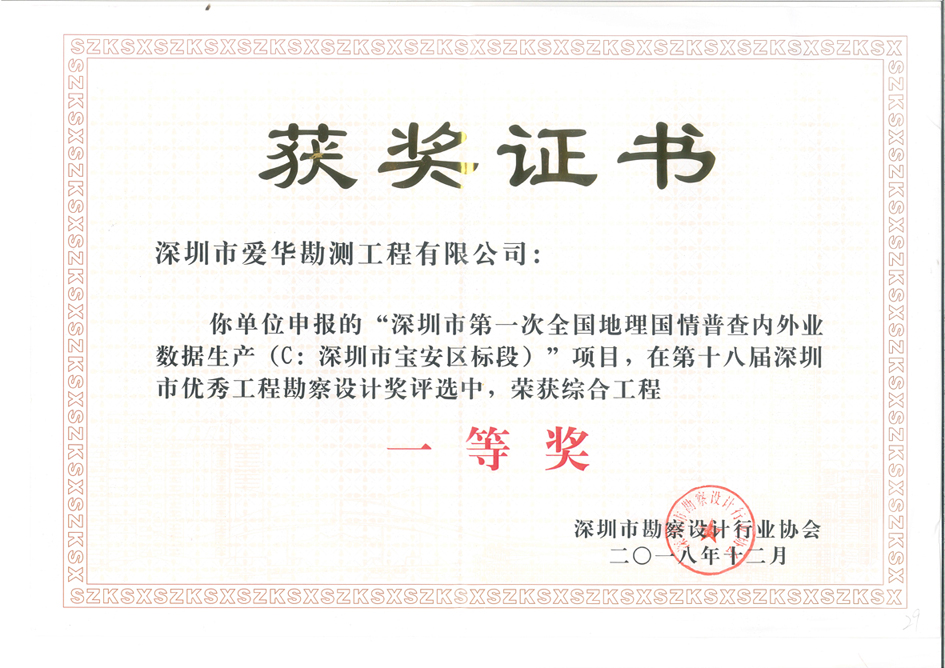 获奖证书
深圳市爱华勘测工程有限公司：
你单位申报的“深圳市第一次全国地理国情普查内外业
数据生产（C：深圳市宝安区标段）”项目，在第十八届深圳
市优秀工程勘察设计奖评选中，荣获综合工程
一等奖
深圳市勘察设计行业协会
二〇一八年十二月
29